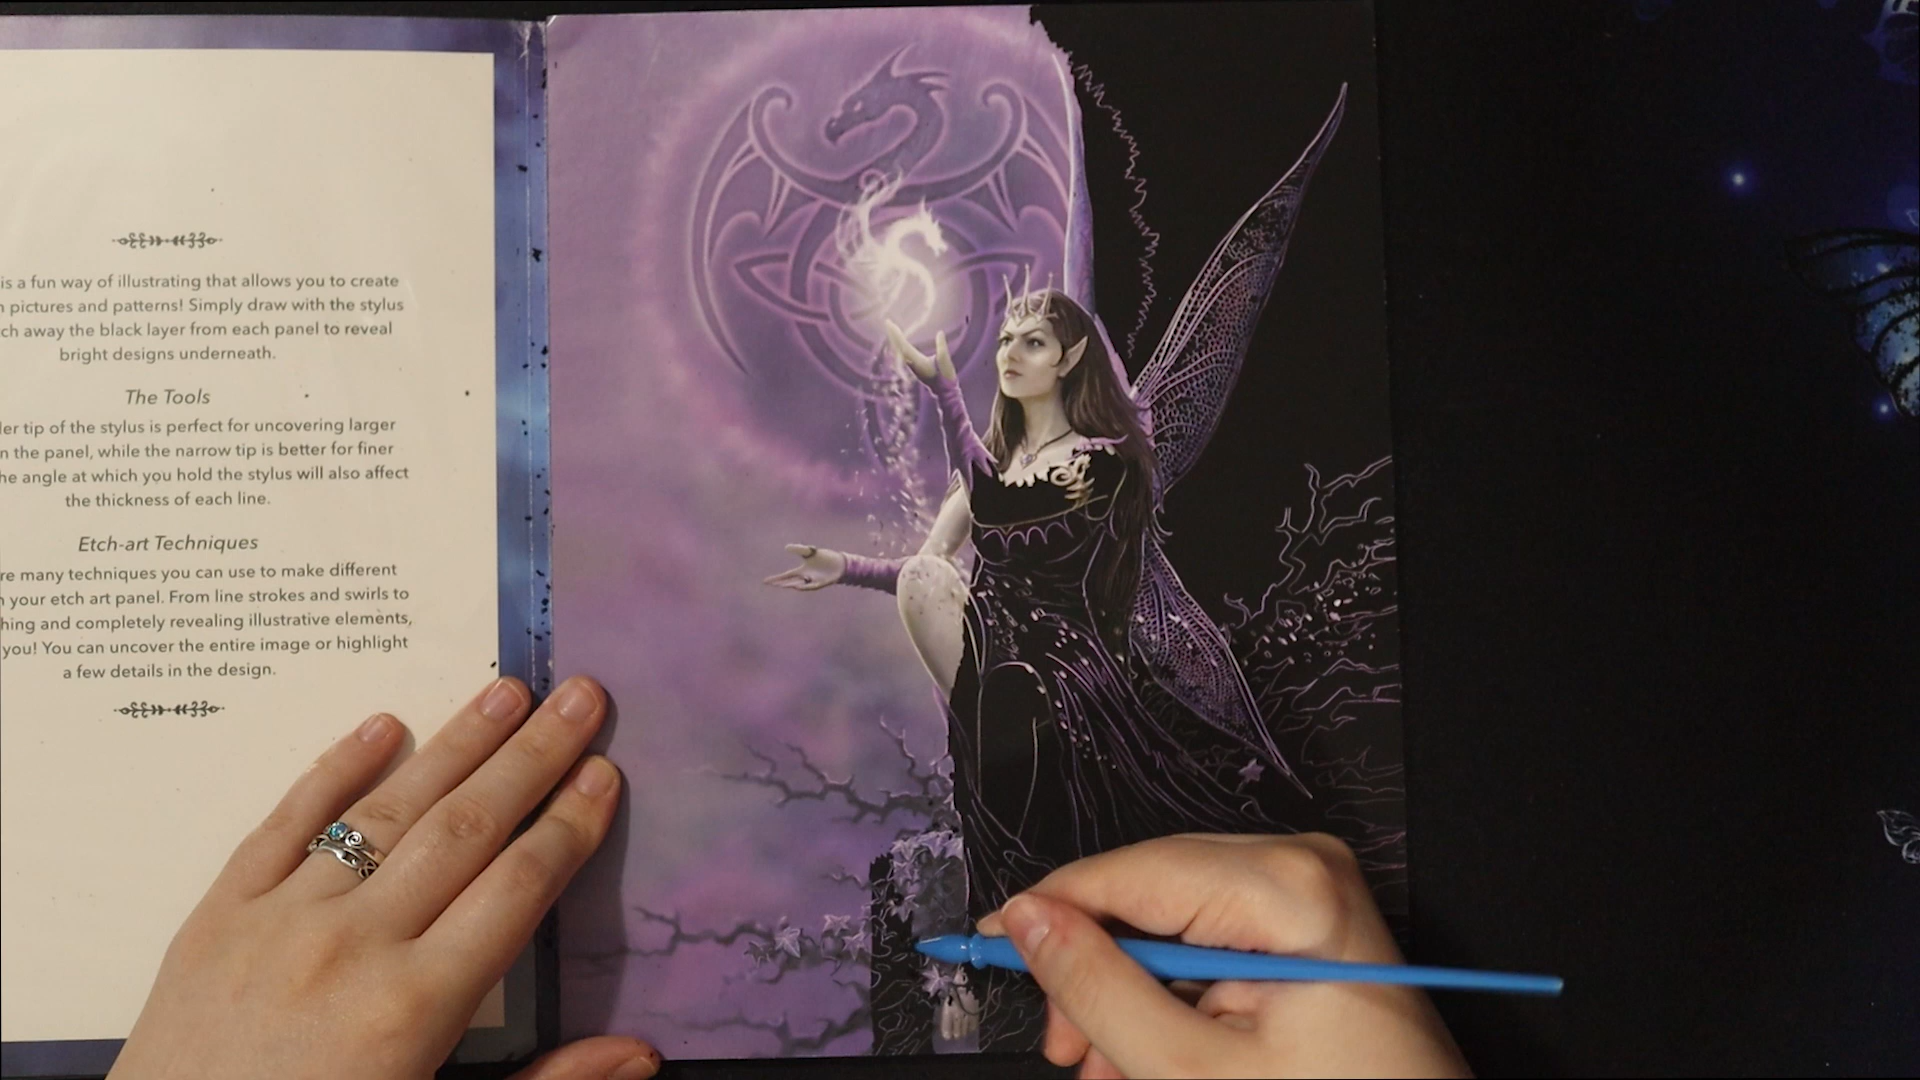 is a fun way of illustrating that allows you to create
pictures and patterns! Simply draw with the stylus
ch away the black layer from each panel to reveal
bright designs underneath.
The Tools
er tip of the stylus is perfect for uncovering larger
n the panel, while the narrow tip is better for finer
he angle at which you hold the stylus will also affect
the thickness of each line.
Etch-art Techniques
re many techniques you can use to make different
your etch art panel. From line strokes and swirls to
hing and completely revealing illustrative elements,
you! You can uncover the entire image or highlight
a few details in the design.